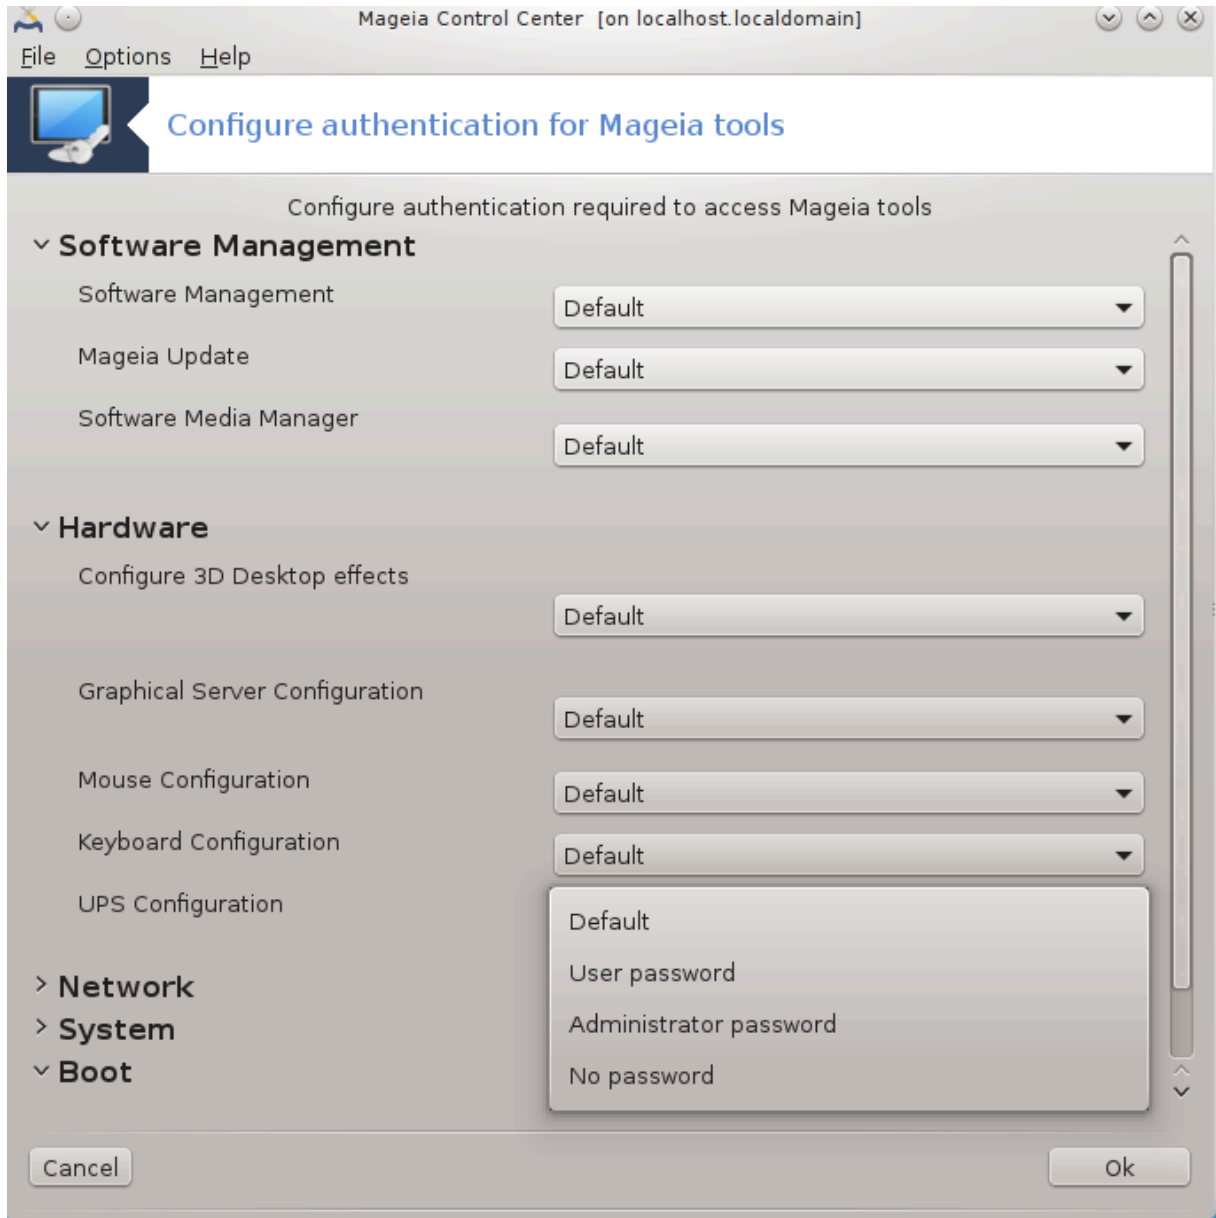 Mageia Control Center [on localhost.localdomain]
File Options Help
Configure authentication for Mageia tools
Configure authentication required to access Mageia tools
Software Management
Software Management Default
Mageia Update Default
Software Media Manager Default
Hardware
Configure 3D Desktop effects Default
Graphical Server Configuration Default
Mouse Configuration Default
Keyboard Configuration Default
UPS Configuration
Default
User password
Administrator password
No password
Network
System
Boot
Cancel Ok